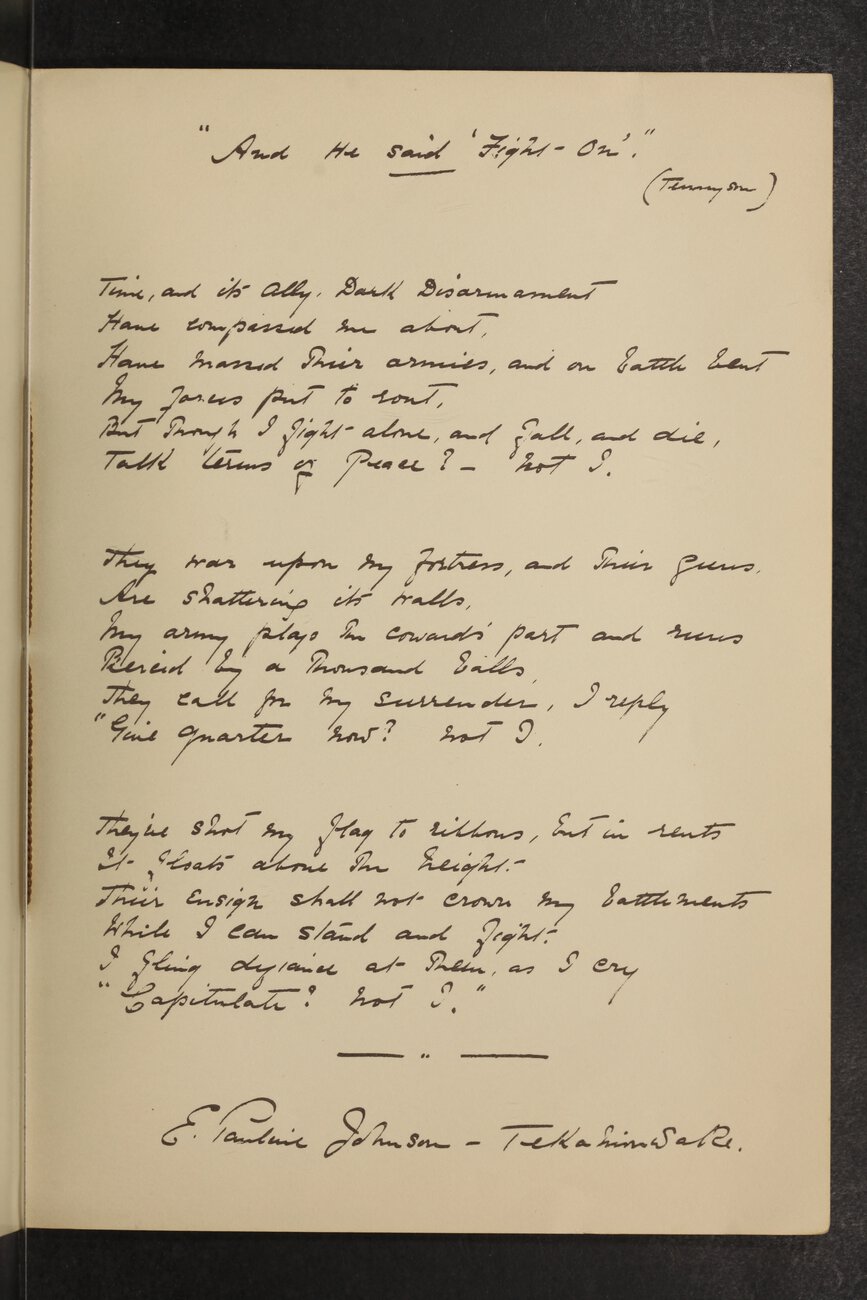 "And He said 'Fight - On'."
(Tennyson)
Time, and its Ally, Dark Disarmament
Have compassed me about,
Have massed Their armies, and on battle bent
My forces put to rout,
But Though I fight alone, and fall, and die,
Talk terms of Peace? - Not I.
They war upon my fortress, and Their guns,
Are shattering its walls,
My army plays The cowards' part and runs
Pierced by a Thousand balls,
They call for my surrender, I reply
"Give Quarter now? Not I.
They've shot my flag to ribbons, but in rents
It floats above The height.
Their Ensign shall not crown my battlements
While I can stand and fight.
I fling defiance at Them, as I cry
"Capitulate? Not I."
E. Pauline Johnson - Tekahionwake.